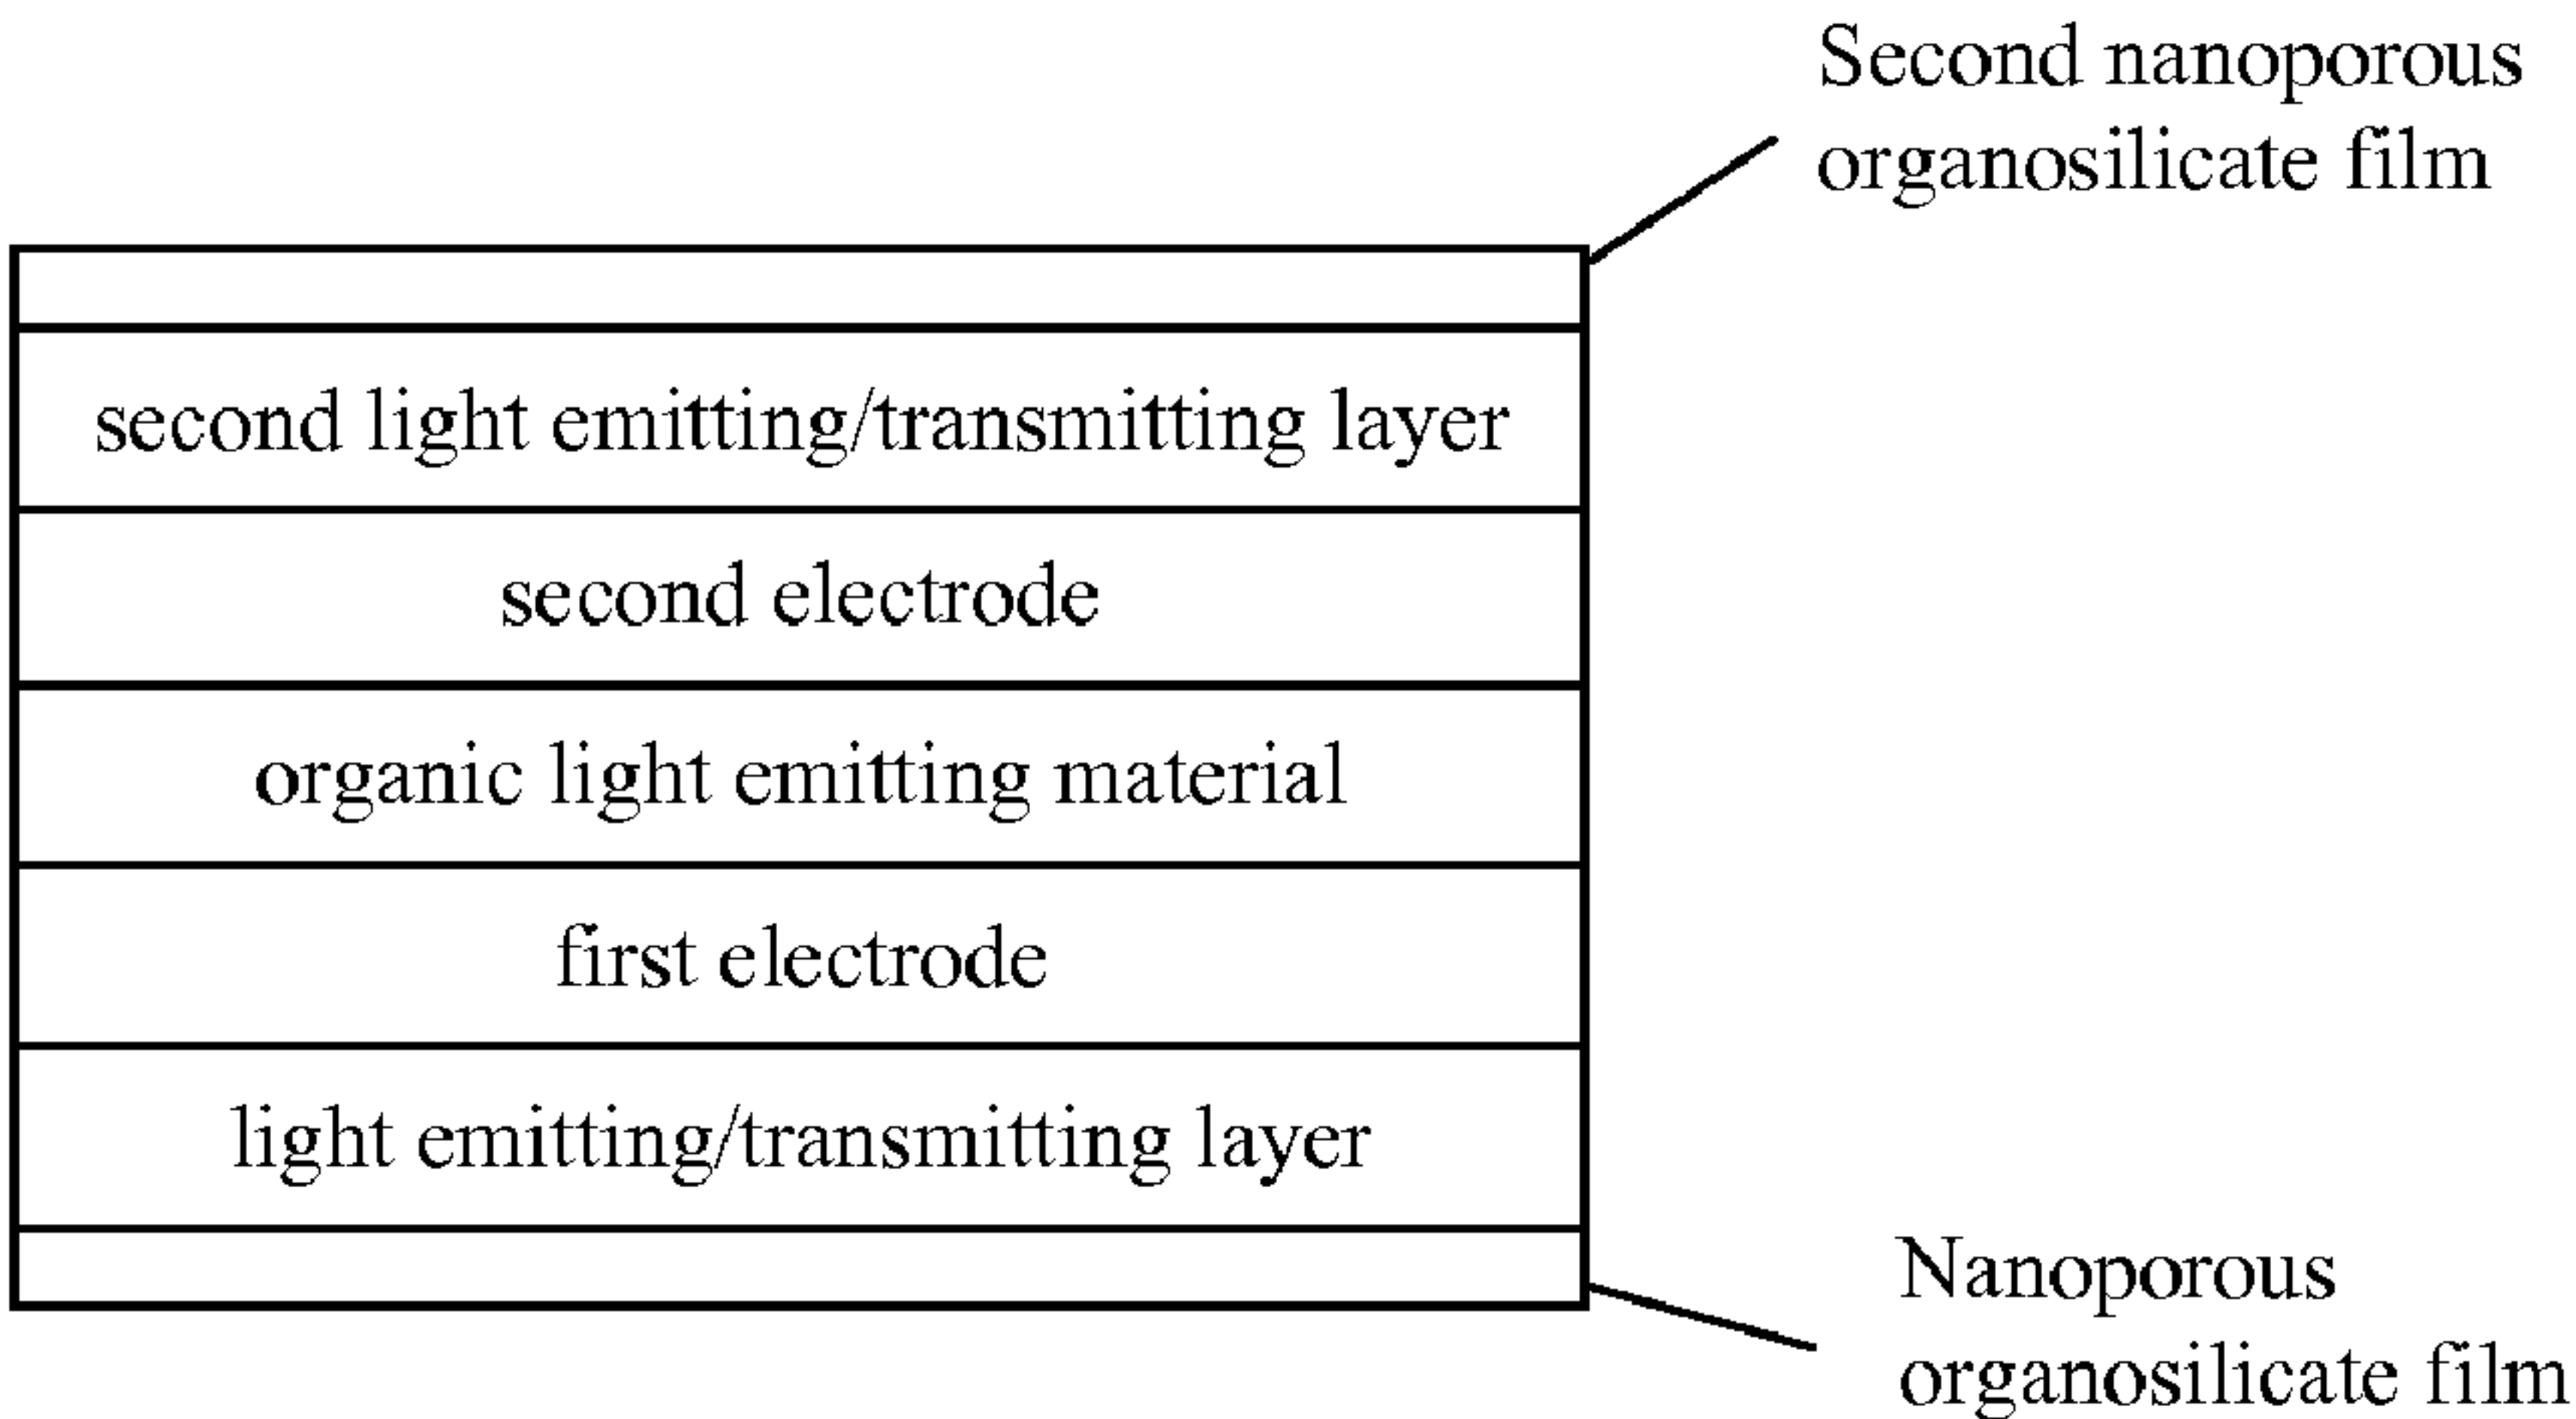 Second nanoporous
organosilicate film
second light emitting/transmitting layer
second electrode
organic light emitting material
first electrode
light emitting/transmitting layer
Nanoporous
organosilicate film